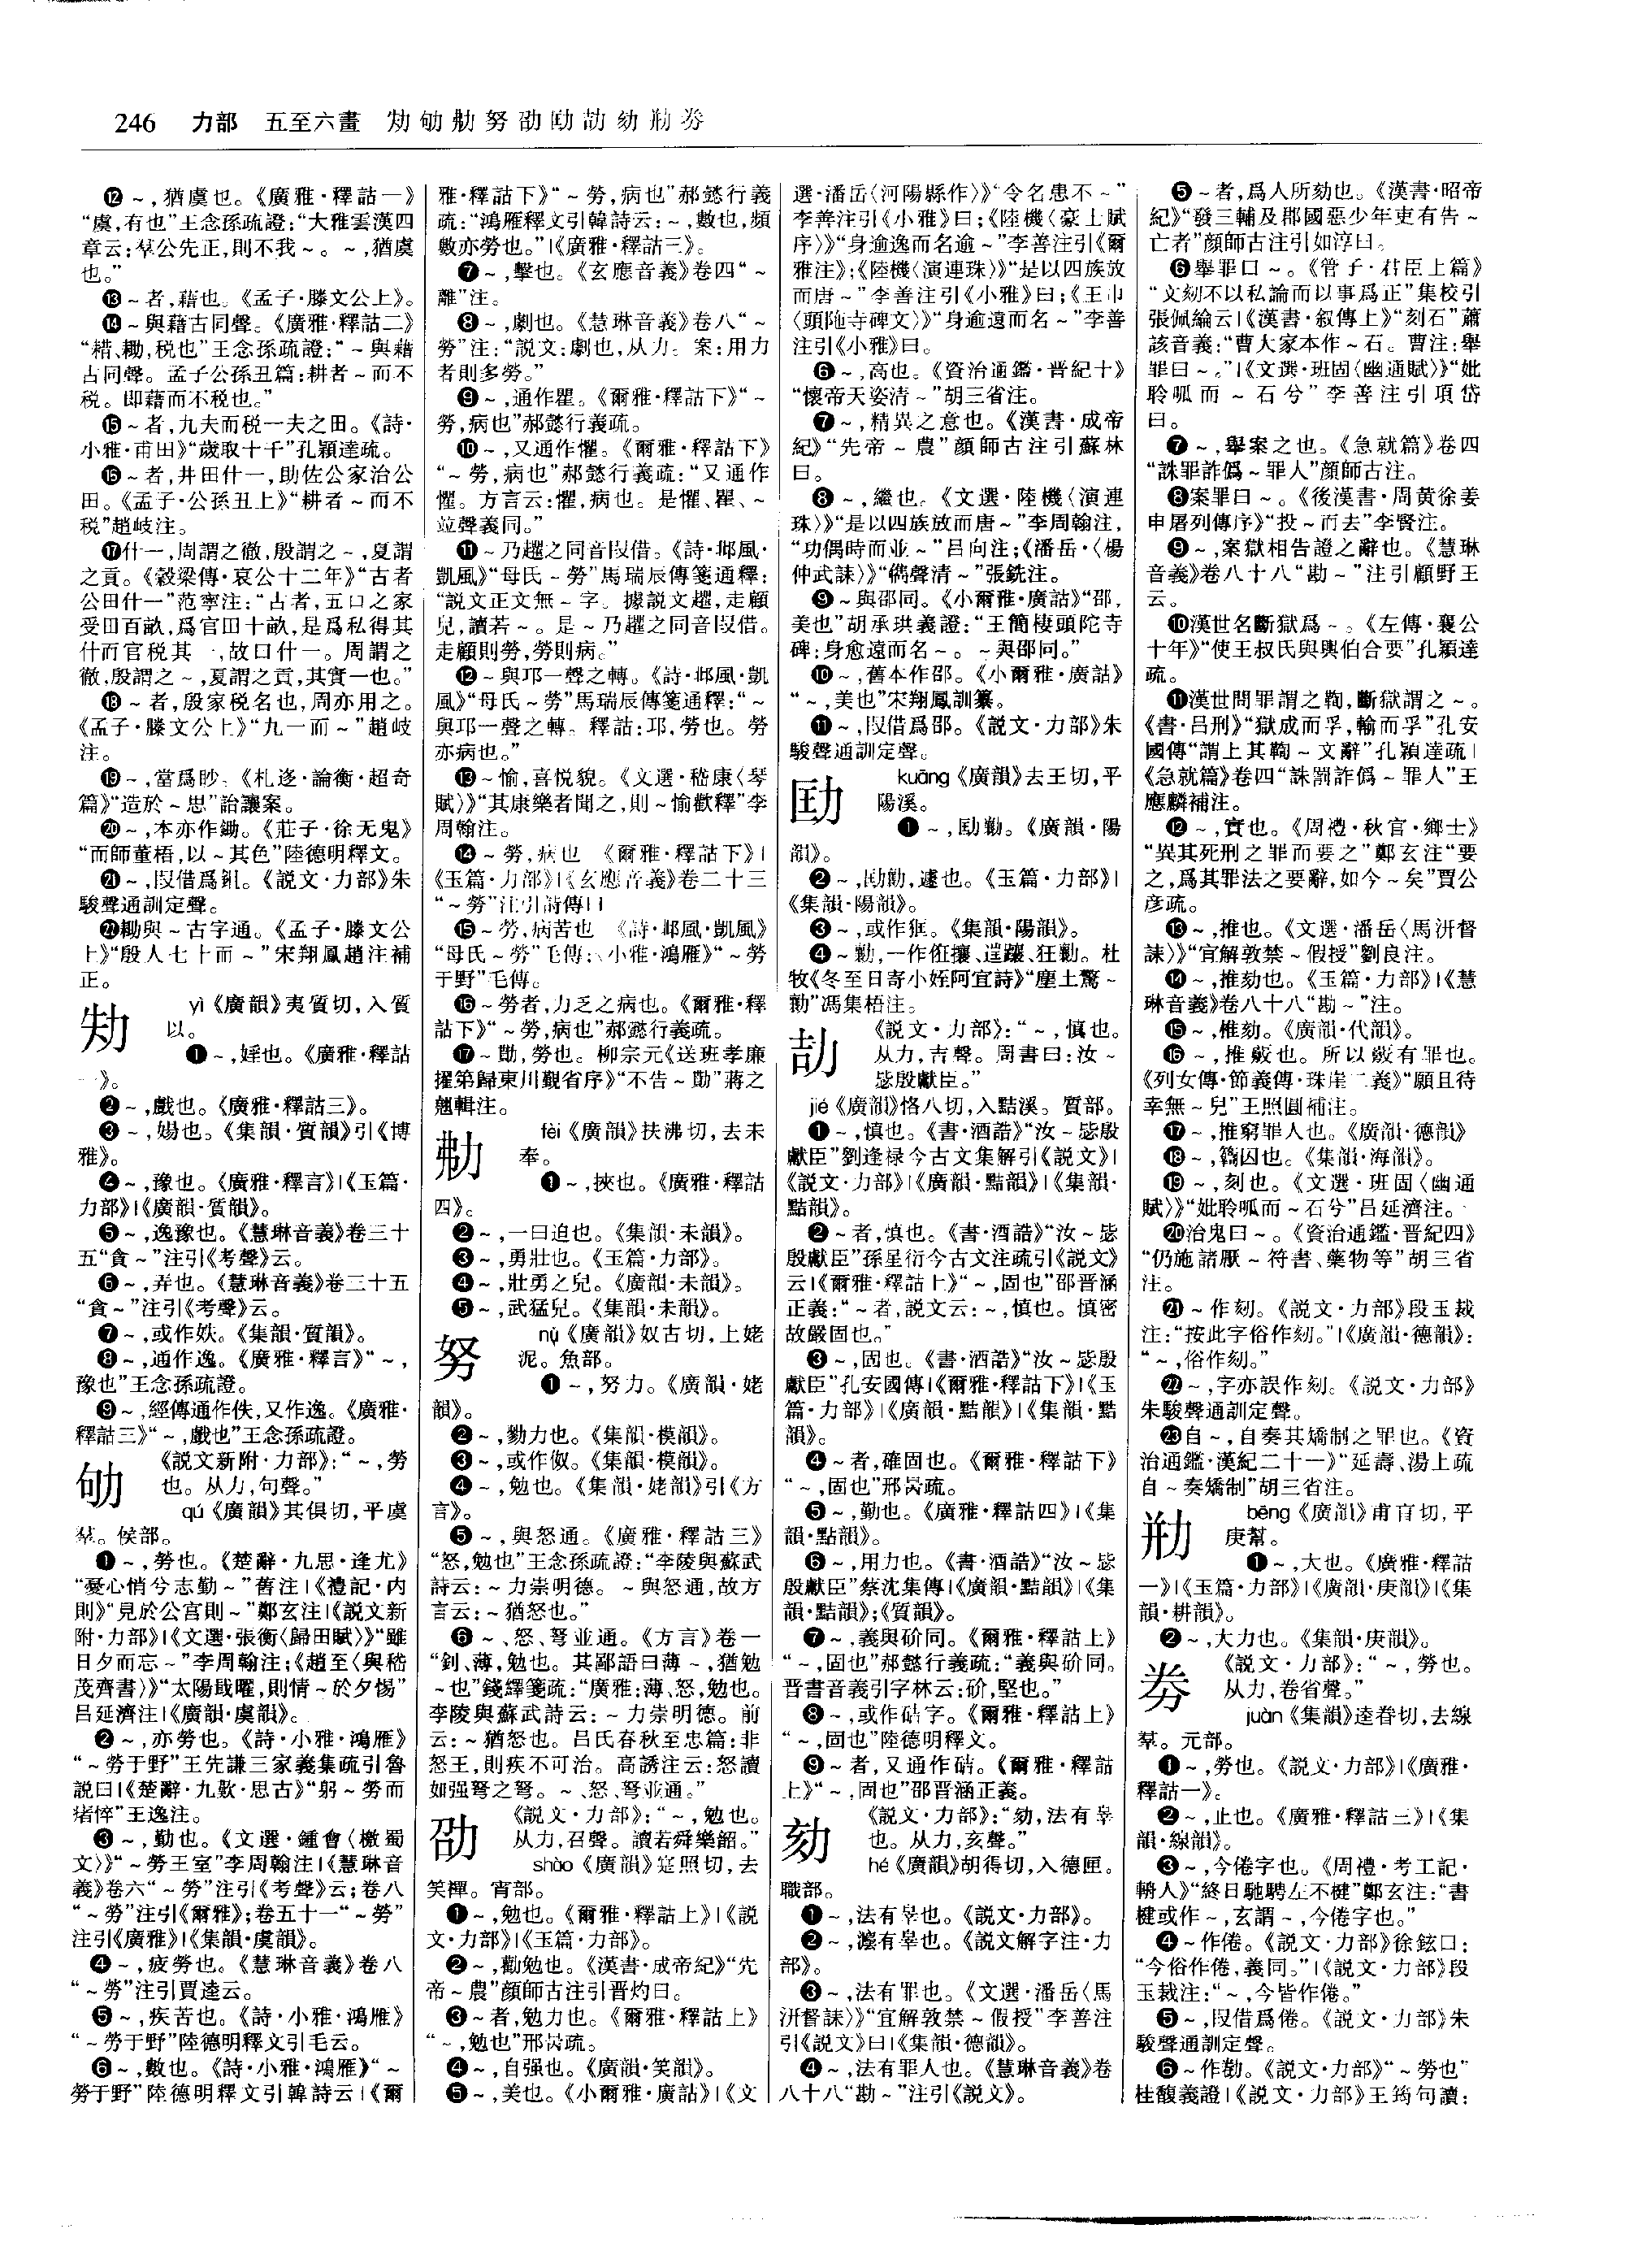 246 力部 五至六畫 劮劬勎努劭劻劼劾勏券
⓬～,猶虞也。《廣雅·釋詁一》
“虞,有也”王念孫疏證:“大雅雲漢四
章云:羣公先正,則不我～。～,猶虞
也。”
⓭～者,藉也。《孟子·滕文公上》。
⓮～與藉古同聲。《廣雅·釋詁二》
“耤、耡,税也”王念孫疏證:“～與藉
古同聲。孟子公孫丑篇:耕者～而不
税。即藉而不税也。”
⓯～者,九夫而税一夫之田。《詩·
小雅·甫田》“歲取十千”孔穎達疏。
⓰～者,井田什一,助佐公家治公
田。《孟子·公孫丑上》“耕者～而不
税”趙岐注。
⓱什一,周謂之徹,殷謂之～,夏謂
之貢。《穀梁傳·哀公十二年》“古者
公田什一”范寧注:“古者,五口之家
受田百畝,爲官田十畝,是爲私得其
什而官税其一,故曰什一。周謂之
徹,殷謂之～,夏謂之貢,其實一也。”
⓲～者,殷家税名也,周亦用之。
《孟子·滕文公上》“九一而～”趙岐
注。
⓳～,當爲眇。《札迻·論衡·超奇
篇》“造於～思”詒讓案。
⓴～,本亦作鋤。《莊子·徐无鬼》
“而師董梧,以～其色”陸德明釋文。
㉑～,叚借爲鉏。《説文·力部》朱
駿聲通訓定聲。
㉒耡與～古字通。《孟子·滕文公
上》“殷人七十而～”宋翔鳳趙注補
正。
劮 yì《廣韻》夷質切,入質
以。
❶～,婬也。《廣雅·釋詁
一》。
❷～,戲也。《廣雅·釋詁三》。
❸～,婸也。《集韻·質韻》引《博
雅》。
❹～,豫也。《廣雅·釋言》|《玉篇·
力部》|《廣韻·質韻》。
❺～,逸豫也。《慧琳音義》卷三十
五“貪～”注引《考聲》云。
❻～,弄也。《慧琳音義》卷三十五
“貪～”注引《考聲》云。
❼～,或作妷。《集韻·質韻》。
❽～,通作逸。《廣雅·釋言》“～,
豫也”王念孫疏證。
❾～,經傳通作佚,又作逸。《廣雅·
釋詁三》“～,戲也”王念孫疏證。
劬 《説文新附·力部》:“～,勞
也。从力,句聲。”
qú《廣韻》其俱切,平虞
羣。侯部。
❶～,勞也。《楚辭·九思·逢尤》
“憂心悄兮志勤～”舊注|《禮記·内
則》“見於公宫則～”鄭玄注|《説文新
附·力部》|《文選·張衡〈歸田賦〉》“雖
日夕而忘～”李周翰注;《趙至〈與嵇
茂齊書〉》“太陽戢曜,則情～於夕惕”
吕延濟注|《廣韻·虞韻》。
❷～,亦勞也。《詩·小雅·鴻雁》
“～勞于野”王先謙三家義集疏引魯
説曰|《楚辭·九歎·思古》“躬～勞而
瘏悴”王逸注。
❸～,勤也。《文選·鍾會〈檄蜀
文〉》“～勞王室”李周翰注|《慧琳音
義》卷六“～勞”注引《考聲》云;卷八
“～勞”注引《爾雅》;卷五十一“～勞”
注引《廣雅》|《集韻·虞韻》。
❹～,疲勞也。《慧琳音義》卷八
“～勞”注引賈逵云。
❺～,疾苦也。《詩·小雅·鴻雁》
“～勞于野”陸德明釋文引毛云。
❻～,數也。《詩·小雅·鴻雁》“～
勞于野”陸德明釋文引韓詩云|《爾
雅·釋詁下》“～勞,病也”郝懿行義
疏:“鴻雁釋文引韓詩云:～,數也,頻
數亦勞也。”|《廣雅·釋詁三》。
❼～,擊也。《玄應音義》卷四“～
離”注。
❽～,劇也。《慧琳音義》卷八“～
勞”注:“説文:劇也,从力。案:用力
者則多勞。”
❾～,通作瞿。《爾雅·釋詁下》“～
勞,病也”郝懿行義疏。
❿～,又通作懼。《爾雅·釋詁下》
“～勞,病也”郝懿行義疏:“又通作
懼。方言云:懼,病也。是懼、瞿、～
竝聲義同。”
⓫～乃趯之同音叚借。《詩·邶風·
凱風》“母氏～勞”馬瑞辰傳箋通釋:
“説文正文無～字。據説文趯,走顧
皃,讀若～。是～乃趯之同音叚借。
走顧則勞,勞則病。”
⓬～與邛一聲之轉。《詩·邶風·凱
風》“母氏～勞”馬瑞辰傳箋通釋:“～
與邛一聲之轉。釋詁:邛,勞也。勞
亦病也。”
⓭～愉,喜悦貌。《文選·嵇康〈琴
賦〉》“其康樂者聞之,則～愉歡釋”李
周翰注。
⓮～勞,病也 《爾雅·釋詁下》|
《玉篇·力部》|《玄應音義》卷二十三
“～勞”注引詩傳曰
⓯～勞,病苦也 《詩·邶風·凱風》
“母氏～勞”毛傳;《小雅·鴻雁》“～勞
于野”毛傳。
⓰～勞者,力乏之病也。《爾雅·釋
詁下》“～勞,病也”郝懿行義疏。
⓱～勩,勞也。柳宗元《送班孝廉
擢第歸東川覲省序》“不告～勩”蔣之
翹輯注。
勎 fèi《廣韻》扶沸切,去未
奉。
❶～,㧘也。《廣雅·釋詁
四》。
❷～,一曰迫也。《集韻·未韻》。
❸～,勇壯也。《玉篇·力部》。
❹～,壯勇之皃。《廣韻·未韻》。
❺～,武猛皃。《集韻·未韻》。
努 nǔ《廣韻》奴古切,上姥
泥。魚部。
❶～,努力。《廣韻·姥
韻》。
❷～,勠力也。《集韻·模韻》。
❸～,或作伮。《集韻·模韻》。
❹～,勉也。《集韻·姥韻》引《方
言》。
❺～,與怒通。《廣雅·釋詁三》
“怒,勉也”王念孫疏證:“李陵與蘇武
詩云:～力崇明德。～與怒通,故方
言云:～猶怒也。”
❻～、怒、弩並通。《方言》卷一
“釗、薄,勉也。其鄙語曰薄～,猶勉
～也”錢繹箋疏:“廣雅:薄、怒,勉也。
李陵與蘇武詩云:～力崇明德。前
云:～猶怒也。吕氏春秋至忠篇:非
怒王,則疾不可治。高誘注云:怒讀
如强弩之弩。～、怒、弩並通。”
劭 《説文·力部》:“～,勉也。
从力,召聲。讀若舜樂韶。”
shào《廣韻》寔照切,去
笑禪。宵部。
❶～,勉也。《爾雅·釋詁上》|《説
文·力部》|《玉篇·力部》。
❷～,勸勉也。《漢書·成帝紀》“先
帝～農”顔師古注引晋灼曰。
❸～者,勉力也。《爾雅·釋詁上》
“～,勉也”邢昺疏。
❹～,自强也。《廣韻·笑韻》。
❺～,美也。《小爾雅·廣詁》|《文
選·潘岳〈河陽縣作〉》“令名患不～”
李善注引《小雅》曰;《陸機〈豪士賦
序〉》“身逾逸而名逾～”李善注引《爾
雅注》;《陸機〈演連珠〉》“是以四族放
而唐～”李善注引《小雅》曰;《王巾
〈頭陁寺碑文〉》“身逾遠而名～”李善
注引《小雅》曰。
❻～,高也。《資治通鑑·晋紀十》
“懷帝天姿清～”胡三省注。
❼～,精異之意也。《漢書·成帝
紀》“先帝～農”顔師古注引蘇林
曰。
❽～,繼也。《文選·陸機〈演連
珠〉》“是以四族放而唐～”李周翰注,
“功偶時而並～”吕向注;《潘岳·〈楊
仲武誄〉》“儁聲清～”張銑注。
❾～與邵同。《小爾雅·廣詁》“邵,
美也”胡承珙義證:“王簡棲頭陀寺
碑:身愈遠而名～。～與邵同。”
❿～,舊本作邵。《小爾雅·廣詁》
“～,美也”宋翔鳳訓纂。
⓫～,叚借爲邵。《説文·力部》朱
駿聲通訓定聲。
劻 kuāng《廣韻》去王切,平
陽溪。
❶～,劻勷。《廣韻·陽
韻》。
❷～,劻勷,遽也。《玉篇·力部》|
《集韻·陽韻》。
❸～,或作㑌。《集韻·陽韻》。
❹～勷,一作俇攘、逞躟、狂勷。杜
牧《冬至日寄小姪阿宜詩》“塵土驚～
勷”馮集梧注。
劼 《説文·力部》:“～,慎也。
从力,吉聲。周書曰:汝～
毖殷獻臣。”
jié《廣韻》恪八切,入黠溪。質部。
❶～,慎也。《書·酒誥》“汝～毖殷
獻臣”劉逢禄今古文集解引《説文》|
《説文·力部》|《廣韻·黠韻》|《集韻·
黠韻》。
❷～者,慎也。《書·酒誥》“汝～毖
殷獻臣”孫星衍今古文注疏引《説文》
云|《爾雅·釋詁上》“～,固也”邵晋涵
正義:“～者,説文云:～,慎也。慎密
故嚴固也。”
❸～,固也。《書·酒誥》“汝～毖殷
獻臣”孔安國傳|《爾雅·釋詁下》|《玉
篇·力部》|《廣韻·黠韻》|《集韻·黠
韻》。
❹～者,確固也。《爾雅·釋詁下》
“～,固也”邢昺疏。
❺～,勤也。《廣雅·釋詁四》|《集
韻·黠韻》。
❻～,用力也。《書·酒誥》“汝～毖
殷獻臣”蔡沈集傳|《廣韻·黠韻》|《集
韻·黠韻》;《質韻》。
❼～,義與砎同。《爾雅·釋詁上》
“～,固也”郝懿行義疏:“義與砎同。
晋書音義引字林云:砎,堅也。”
❽～,或作硈字。《爾雅·釋詁上》
“～,固也”陸德明釋文。
❾～者,又通作硈。《爾雅·釋詁
上》“～,固也”邵晋涵正義。
劾 《説文·力部》:“劾,法有辠
也。从力,亥聲。”
hé《廣韻》胡得切,入德匣。
職部。
❶～,法有辠也。《説文·力部》。
❷～,灋有辠也。《説文解字注·力
部》。
❸～,法有罪也。《文選·潘岳〈馬
汧督誄〉》“宜解敦禁～假授”李善注
引《説文》曰|《集韻·德韻》。
❹～,法有罪人也。《慧琳音義》卷
八十八“勘～”注引《説文》。
❺～者,爲人所劾也。《漢書·昭帝
紀》“發三輔及郡國惡少年吏有告～
亡者”顔師古注引如淳曰。
❻舉罪曰～。《管子·君臣上篇》
“文劾不以私論而以事爲正”集校引
張佩綸云|《漢書·叙傳上》“刻石”蕭
該音義:“曹大家本作～石。曹注:舉
罪曰～。”|《文選·班固〈幽通賦〉》“妣
聆呱而～石兮”李善注引項岱
曰。
❼～,舉案之也。《急就篇》卷四
“誅罪詐僞～罪人”顔師古注。
❽案罪曰～。《後漢書·周黄徐姜
申屠列傳序》“投～而去”李賢注。
❾～,案獄相告證之辭也。《慧琳
音義》卷八十八“勘～”注引顧野王
云。
❿漢世名斷獄爲～。《左傳·襄公
十年》“使王叔氏與輿伯合要”孔穎達
疏。
⓫漢世問罪謂之鞫,斷獄謂之～。
《書·吕刑》“獄成而孚,輸而孚”孔安
國傳“謂上其鞫～文辭”孔穎達疏|
《急就篇》卷四“誅罰詐僞～罪人”王
應麟補注。
⓬～,實也。《周禮·秋官·鄉士》
“異其死刑之罪而要之”鄭玄注“要
之,爲其罪法之要辭,如今～矣”賈公
彦疏。
⓭～,推也。《文選·潘岳〈馬汧督
誄〉》“宜解敦禁～假授”劉良注。
⓮～,推劾也。《玉篇·力部》|《慧
琳音義》卷八十八“勘～”注。
⓯～,推劾。《廣韻·代韻》。
⓰～,推覈也。所以覈有罪也。
《列女傳·節義傳·珠崖二義》“願且待
幸無～兒”王照圓補注。
⓱～,推窮罪人也。《廣韻·德韻》
⓲～,鞫囚也。《集韻·海韻》。
⓳～,刻也。《文選·班固〈幽通
賦〉》“妣聆呱而～石兮”吕延濟注。
⓴治鬼曰～。《資治通鑑·晋紀四》
“仍施諸厭～符書、藥物等”胡三省
注。
㉑～作刻。《説文·力部》段玉裁
注:“按此字俗作刻。”|《廣韻·德韻》:
“～,俗作刻。”
㉒～,字亦誤作刻。《説文·力部》
朱駿聲通訓定聲。
㉓自～,自奏其矯制之罪也。《資
治通鑑·漢紀二十一》“延壽、湯上疏
自～奏矯制”胡三省注。
勏 bēng《廣韻》甫盲切,平
庚幫。
❶～,大也。《廣雅·釋詁
一》|《玉篇·力部》|《廣韻·庚韻》|《集
韻·耕韻》。
❷～,大力也。《集韻·庚韻》。
券 《説文·力部》:“～,勞也。
从力,卷省聲。”
juàn《集韻》逵眷切,去線
羣。元部。
❶～,勞也。《説文·力部》|《廣雅·
釋詁一》。
❷～,止也。《廣雅·釋詁三》|《集
韻·線韻》。
❸～,今倦字也。《周禮·考工記·
輈人》“終日馳騁左不楗”鄭玄注:“書
楗或作～,玄謂～,今倦字也。”
❹～作倦。《説文·力部》徐鉉曰:
“今俗作倦,義同。”|《説文·力部》段
玉裁注:“～,今皆作倦。”
❺～,叚借爲倦。《説文·力部》朱
駿聲通訓定聲。
❻～作勌。《説文·力部》“～勞也”
桂馥義證|《説文·力部》王筠句讀: